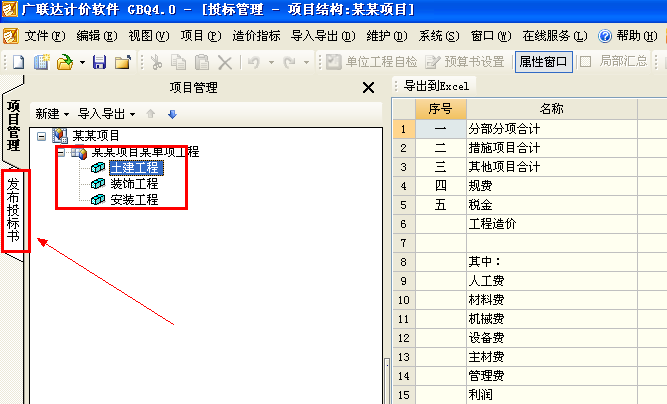 广联达计价软件 GBQ4.0 - [投标管理 - 项目结构:某某项目]
文件(F) 编辑(E) 视图(V) 项目(P) 造价指标 导入导出(D) 维护(D) 系统(S) 窗口(W) 在线服务(L) 帮助(H)
单位工程自检 预算书设置 属性窗口 局部汇总
项目管理
发布投标书
项目管理
新建 导入导出
某某项目
某某项目某单项工程
土建工程
装饰工程
安装工程
导出到Excel
序号 名称
1 一 分部分项合计
2 二 措施项目合计
3 三 其他项目合计
4 四 规费
5 五 税金
6 工程造价
7
8 其中：
9 人工费
10 材料费
11 机械费
12 设备费
13 主材费
14 管理费
15 利润